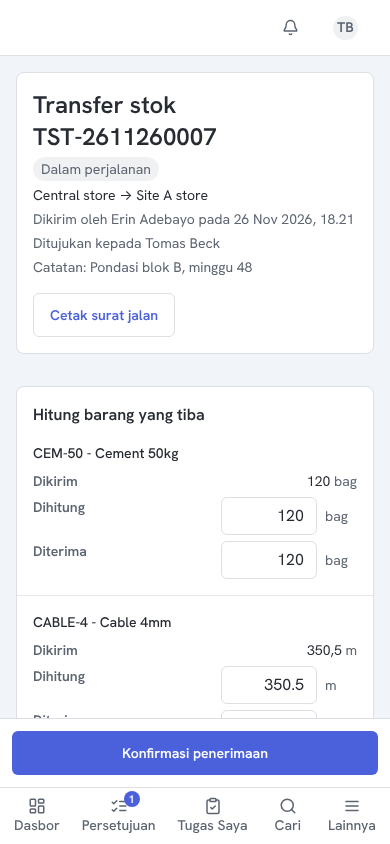 TB
Transfer stok
TST-2611260007
Dalam perjalanan
Central store → Site A store
Dikirim oleh Erin Adebayo pada 26 Nov 2026, 18.21
Ditujukan kepada Tomas Beck
Catatan: Pondasi blok B, minggu 48
Cetak surat jalan
Hitung barang yang tiba
CEM-50 - Cement 50kg
Dikirim 120 bag
Dihitung 120 bag
Diterima 120 bag
CABLE-4 - Cable 4mm
Dikirim 350,5 m
Dihitung 350.5 m
Konfirmasi penerimaan
1
Dasbor Persetujuan Tugas Saya Cari Lainnya